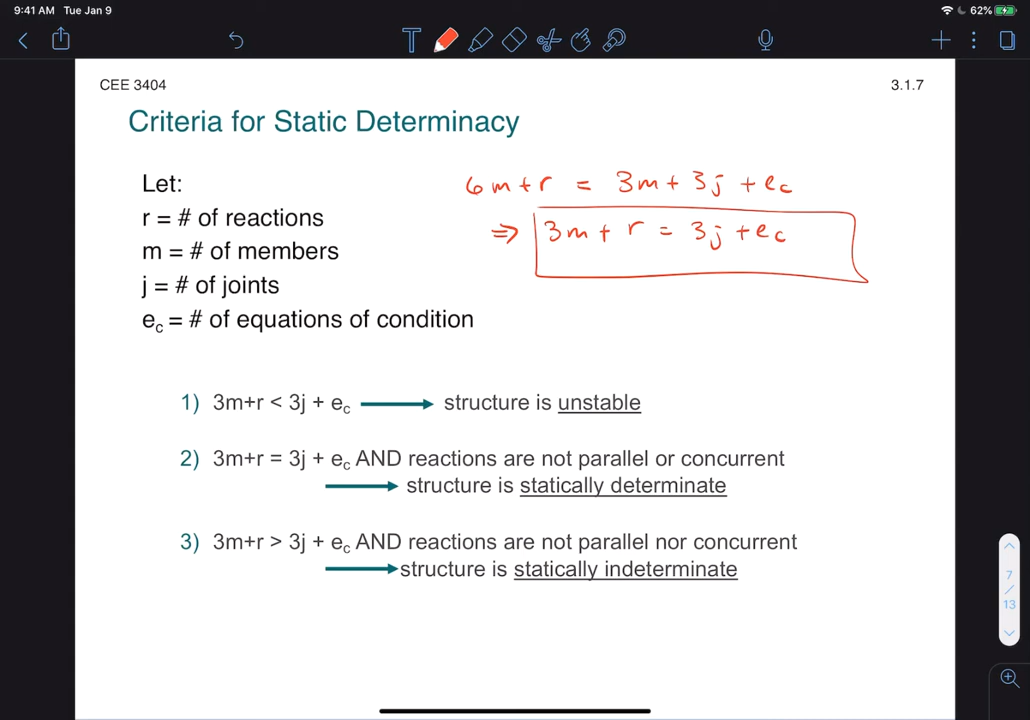 9:41 AM Tue Jan 9 62%
T
CEE 3404 3.1.7
Criteria for Static Determinacy
Let:
6m + r = 3m + 3j + ec
r = # of reactions
⇒ 3m + r = 3j + ec
m = # of members
j = # of joints
ec = # of equations of condition
1) 3m+r < 3j + ec → structure is unstable
2) 3m+r = 3j + ec AND reactions are not parallel or concurrent
→ structure is statically determinate
3) 3m+r > 3j + ec AND reactions are not parallel nor concurrent
→ structure is statically indeterminate
7
/
13